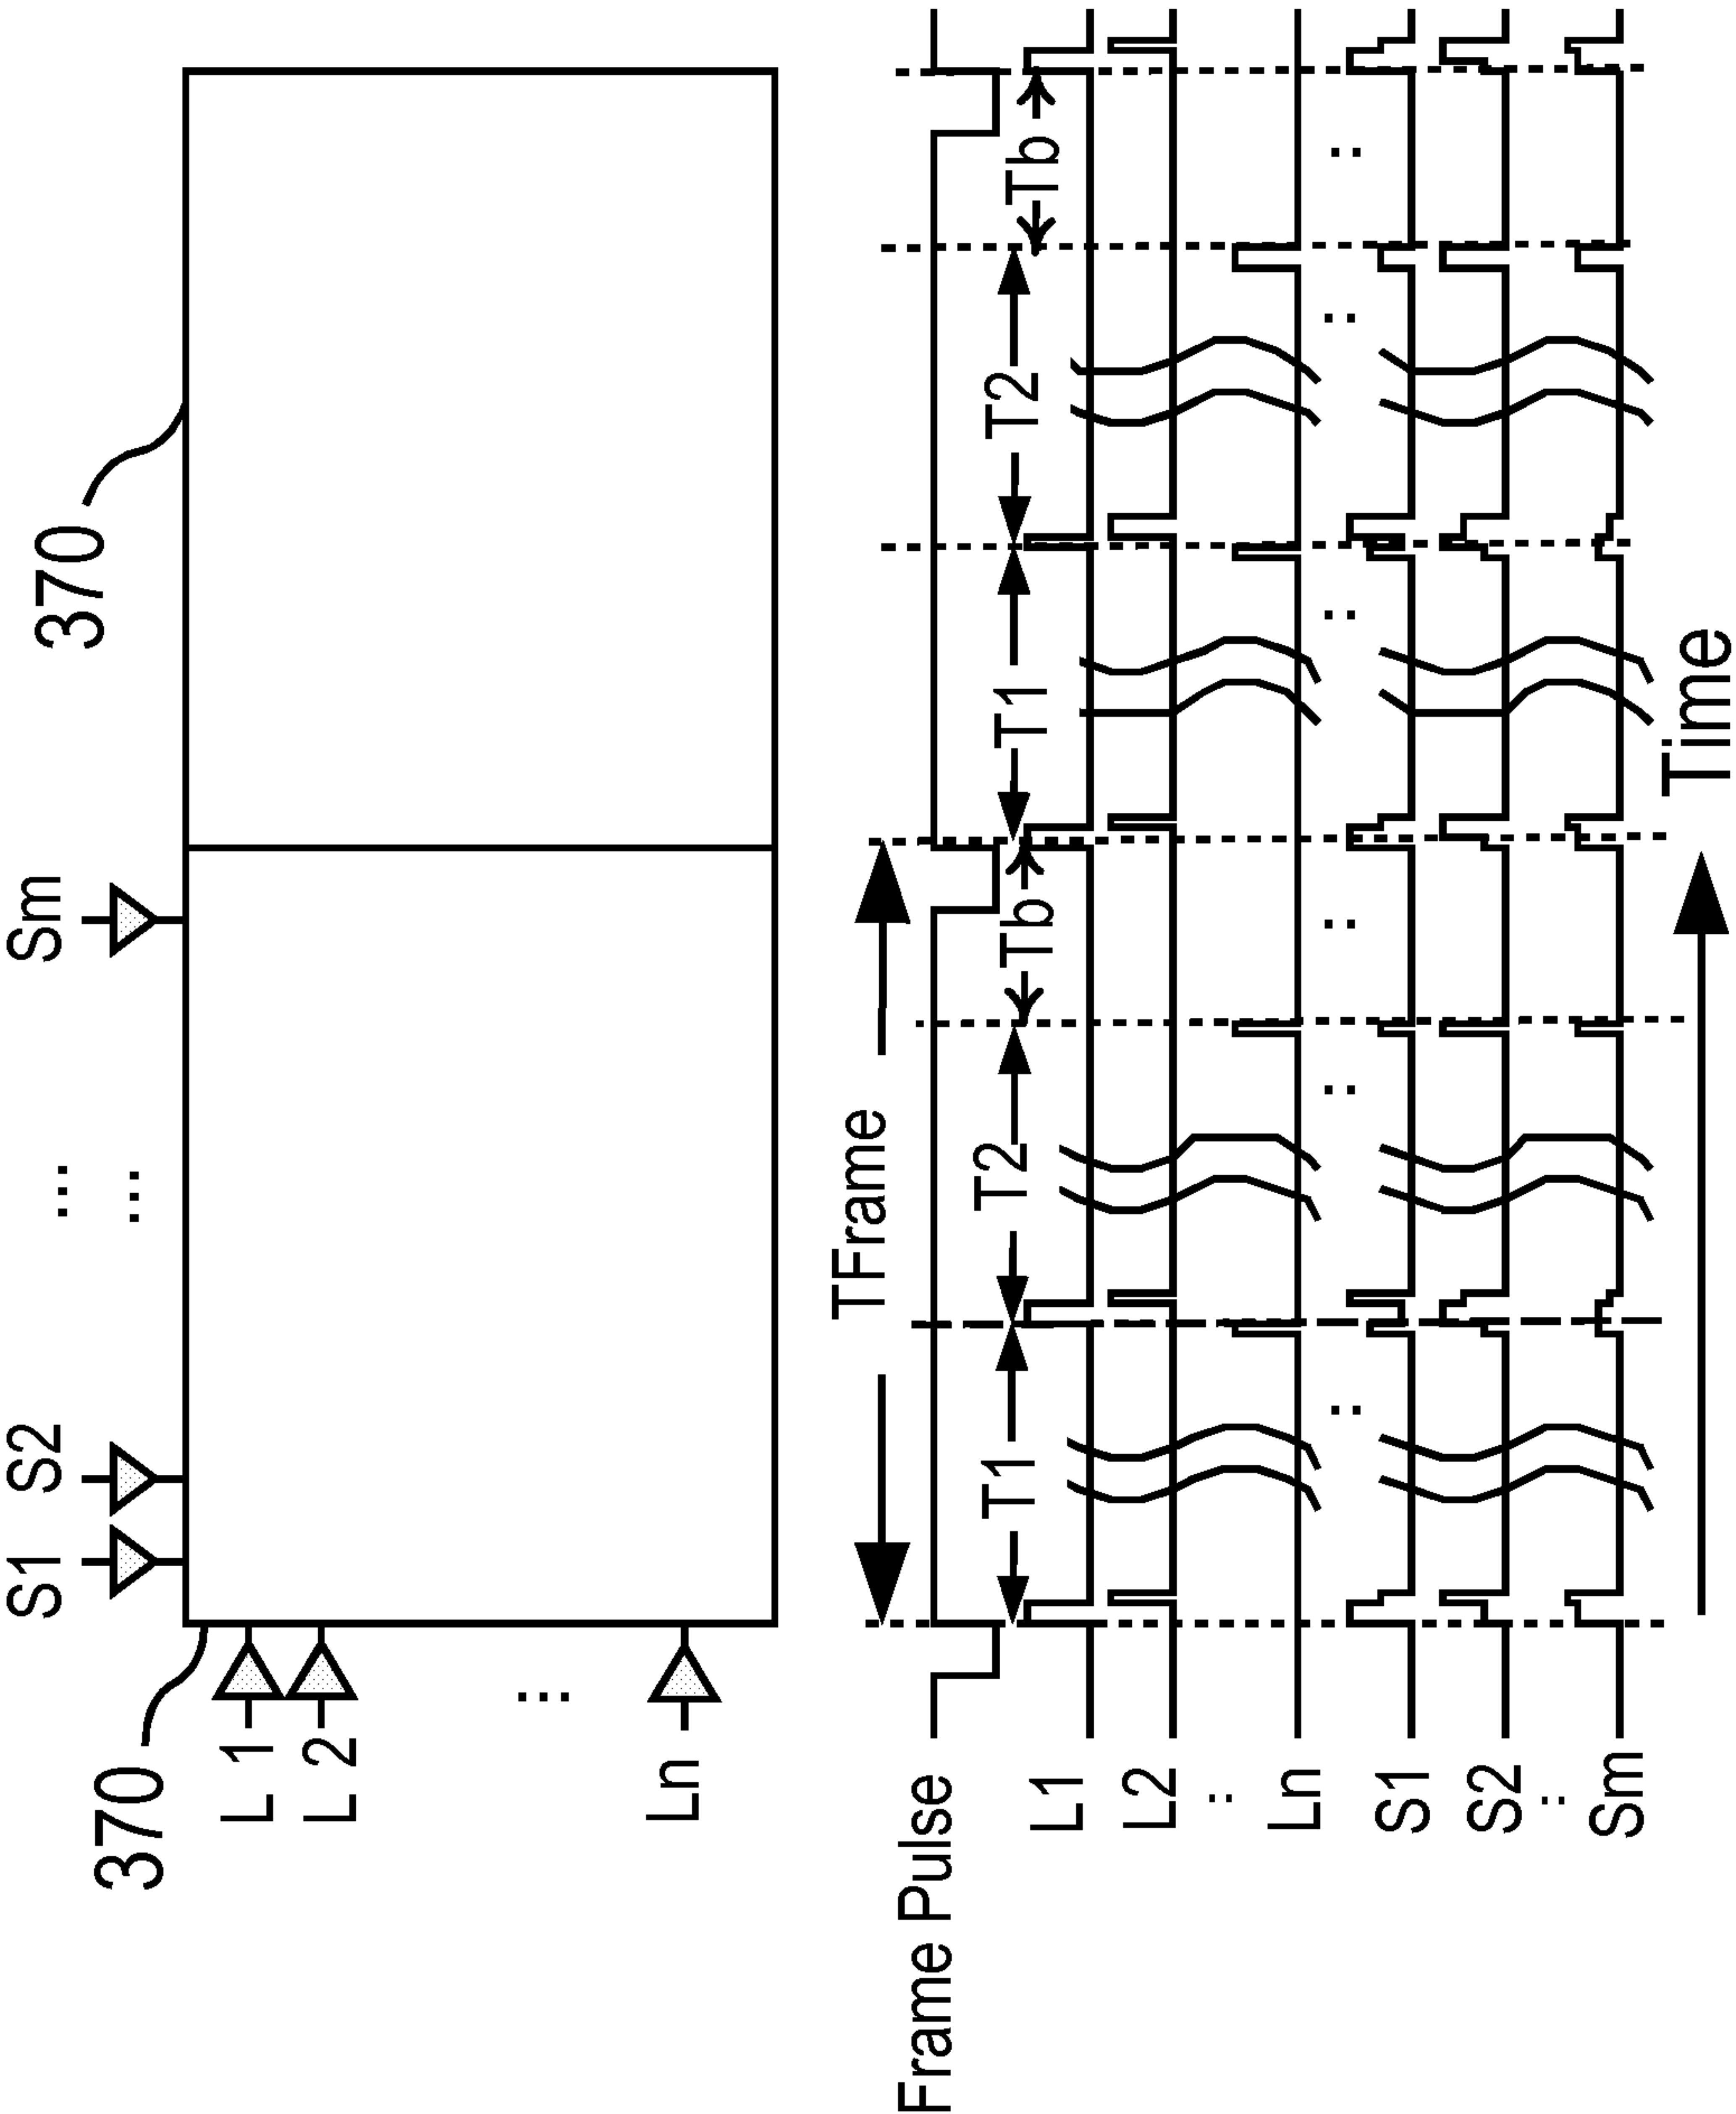 S1 S2 ... Sm
...
370
370
L 1
L 2
...
Ln
TFrame
Frame Pulse
T1 T2 Tb T1 T2 Tb
L1
L2
..
Ln
.. .. .. .. .. ..
S1
S2
..
Sm
Time